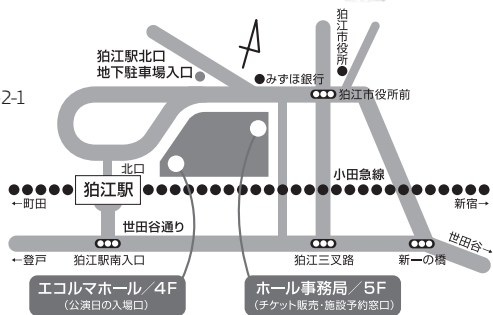 狛江市役所
狛江駅北口
地下駐車場入口
みずほ銀行
2-1
狛江市役所前
北口
狛江駅
小田急線
←町田
新宿→
世田谷通り
世田谷→
←登戸
狛江駅南入口
狛江三叉路
新一の橋
エコルマホール/4F
(公演日の入場口)
ホール事務局/5F
(チケット販売・施設予約窓口)